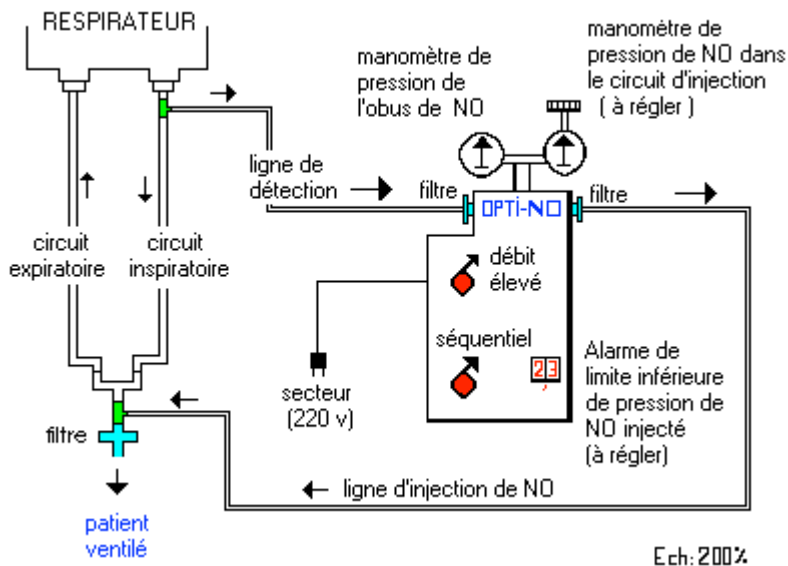 RESPIRATEUR
manomètre de
pression de
l'obus de NO
manomètre de
pression de NO dans
le circuit d'injection
( à régler )
ligne de
détection
filtre
OPTI-NO
filtre
circuit
expiratoire
circuit
inspiratoire
débit
élevé
séquentiel
23
secteur
(220 v)
Alarme de
limite inférieure
de pression de
NO injecté
(à régler)
filtre
ligne d'injection de NO
patient
ventilé
Ech: 200%